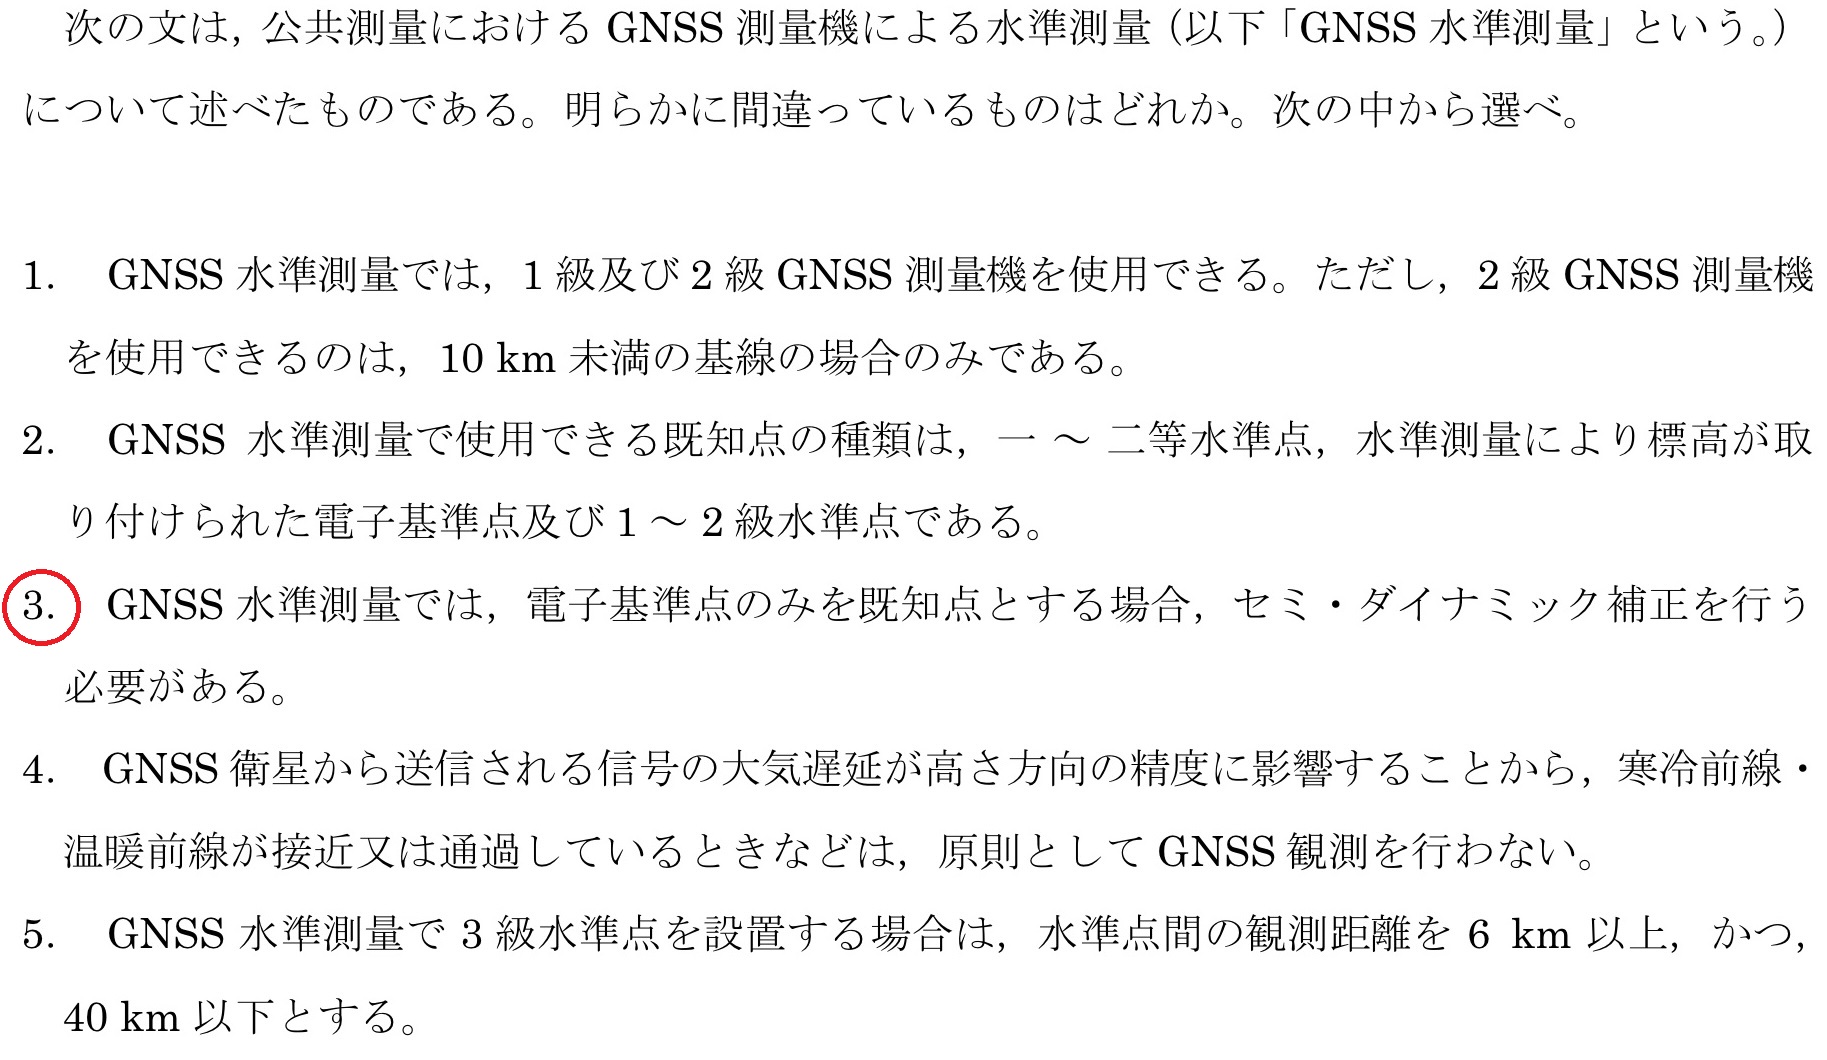 次の文は，公共測量における GNSS 測量機による水準測量（以下「GNSS 水準測量」という。）
について述べたものである。明らかに間違っているものはどれか。次の中から選べ。
1. GNSS 水準測量では，1 級及び 2 級 GNSS 測量機を使用できる。ただし，2 級 GNSS 測量機
を使用できるのは，10 km 未満の基線の場合のみである。
2. GNSS 水準測量で使用できる既知点の種類は，一 ～ 二等水準点，水準測量により標高が取
り付けられた電子基準点及び 1 ～ 2 級水準点である。
3. GNSS 水準測量では，電子基準点のみを既知点とする場合，セミ・ダイナミック補正を行う
必要がある。
4. GNSS 衛星から送信される信号の大気遅延が高さ方向の精度に影響することから，寒冷前線・
温暖前線が接近又は通過しているときなどは，原則として GNSS 観測を行わない。
5. GNSS 水準測量で 3 級水準点を設置する場合は，水準点間の観測距離を 6 km 以上，かつ，
40 km 以下とする。